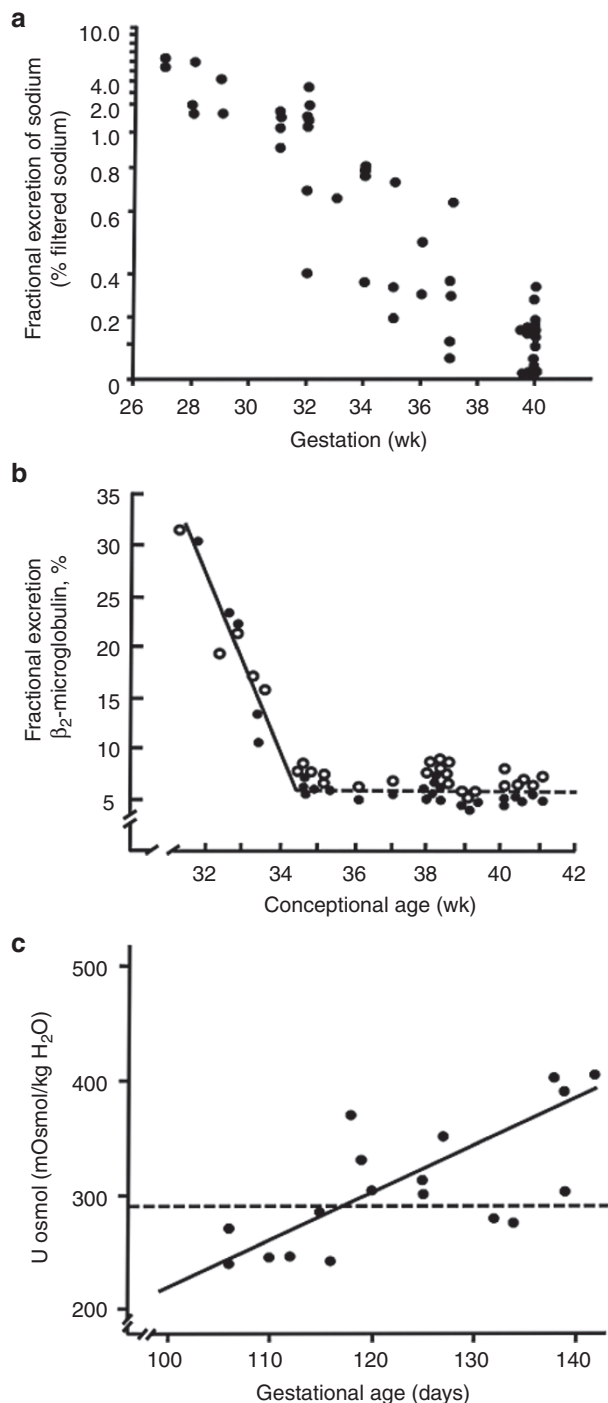 a
Fractional excretion of sodium
(% filtered sodium)
10.0
4.0
2.0
1.0
0.8
0.6
0.4
0.2
0
26 28 30 32 34 36 38 40
Gestation (wk)
b
Fractional excretion
β₂-microglobulin, %
35
30
25
20
15
10
5
32 34 36 38 40 42
Conceptional age (wk)
c
U osmol (mOsmol/kg H₂O)
500
400
300
200
100 110 120 130 140
Gestational age (days)